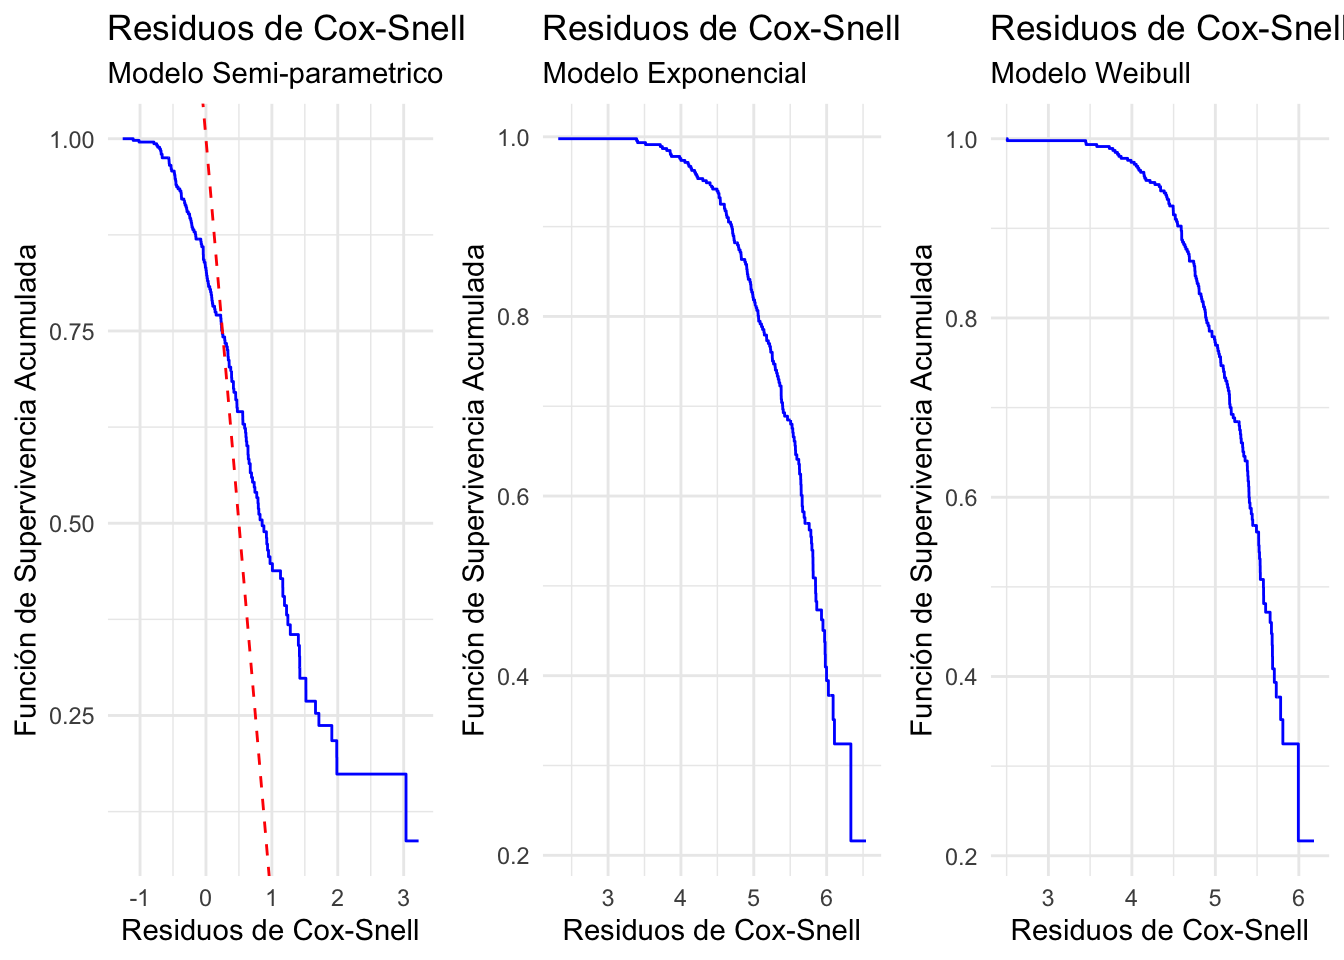 Residuos de Cox-Snell
Modelo Semi-parametrico
1.00
0.75
0.50
0.25
-1 0 1 2 3
Residuos de Cox-Snell
Función de Supervivencia Acumulada
Residuos de Cox-Snell
Modelo Exponencial
1.0
0.8
0.6
0.4
0.2
3 4 5 6
Residuos de Cox-Snell
Función de Supervivencia Acumulada
Residuos de Cox-Snell
Modelo Weibull
1.0
0.8
0.6
0.4
0.2
3 4 5 6
Residuos de Cox-Snell
Función de Supervivencia Acumulada